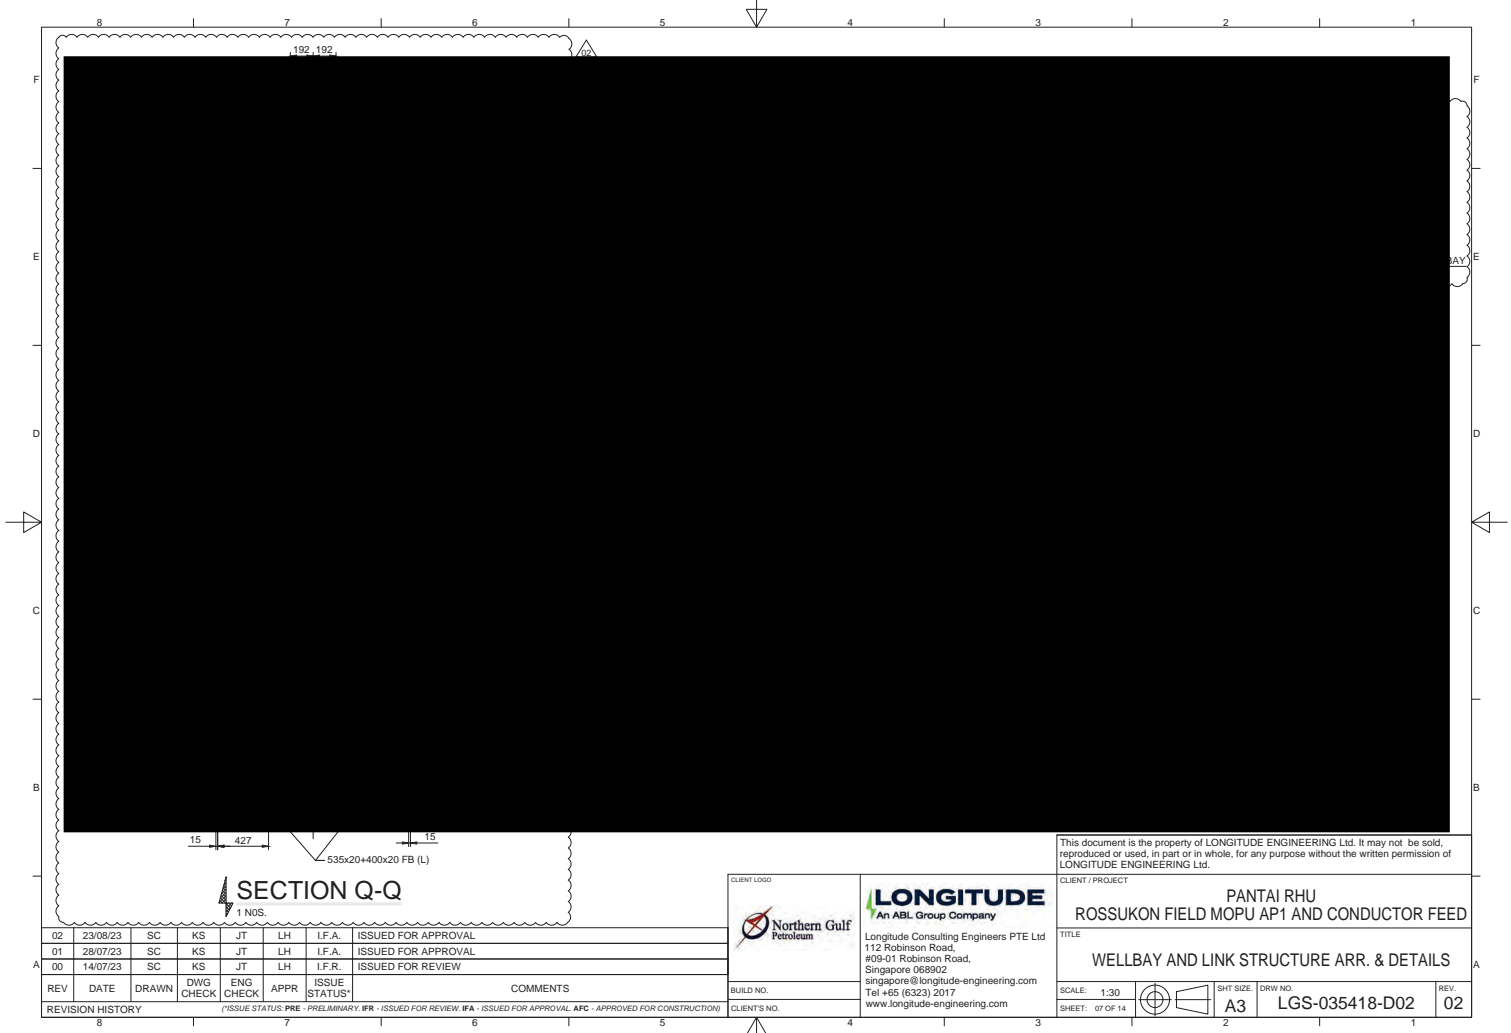 8 7 6 5 4 3 2 1
192 192
02
F F
E BAY E
D D
C C
B B
15 427 15
535x20+400x20 FB (L)
SECTION Q-Q
1 N0S.
This document is the property of LONGITUDE ENGINEERING Ltd. It may not be sold,
reproduced or used, in part or in whole, for any purpose without the written permission of
LONGITUDE ENGINEERING Ltd.
CLIENT LOGO
Northern Gulf
Petroleum
LONGITUDE
An ABL Group Company
Longitude Consulting Engineers PTE Ltd
112 Robinson Road,
#09-01 Robinson Road,
Singapore 068902
singapore@longitude-engineering.com
Tel +65 (6323) 2017
www.longitude-engineering.com
CLIENT / PROJECT
PANTAI RHU
ROSSUKON FIELD MOPU AP1 AND CONDUCTOR FEED
TITLE
WELLBAY AND LINK STRUCTURE ARR. & DETAILS
A A
02 23/08/23 SC KS JT LH I.F.A. ISSUED FOR APPROVAL
01 28/07/23 SC KS JT LH I.F.A. ISSUED FOR APPROVAL
00 14/07/23 SC KS JT LH I.F.R. ISSUED FOR REVIEW
REV DATE DRAWN DWG CHECK ENG CHECK APPR ISSUE STATUS* COMMENTS
REVISION HISTORY (*ISSUE STATUS: PRE - PRELIMINARY. IFR - ISSUED FOR REVIEW. IFA - ISSUED FOR APPROVAL. AFC - APPROVED FOR CONSTRUCTION)
BUILD NO.
CLIENT'S NO.
SCALE: 1:30
SHEET: 07 OF 14
SHT SIZE. A3
DRW NO. LGS-035418-D02
REV. 02
8 7 6 5 4 3 2 1